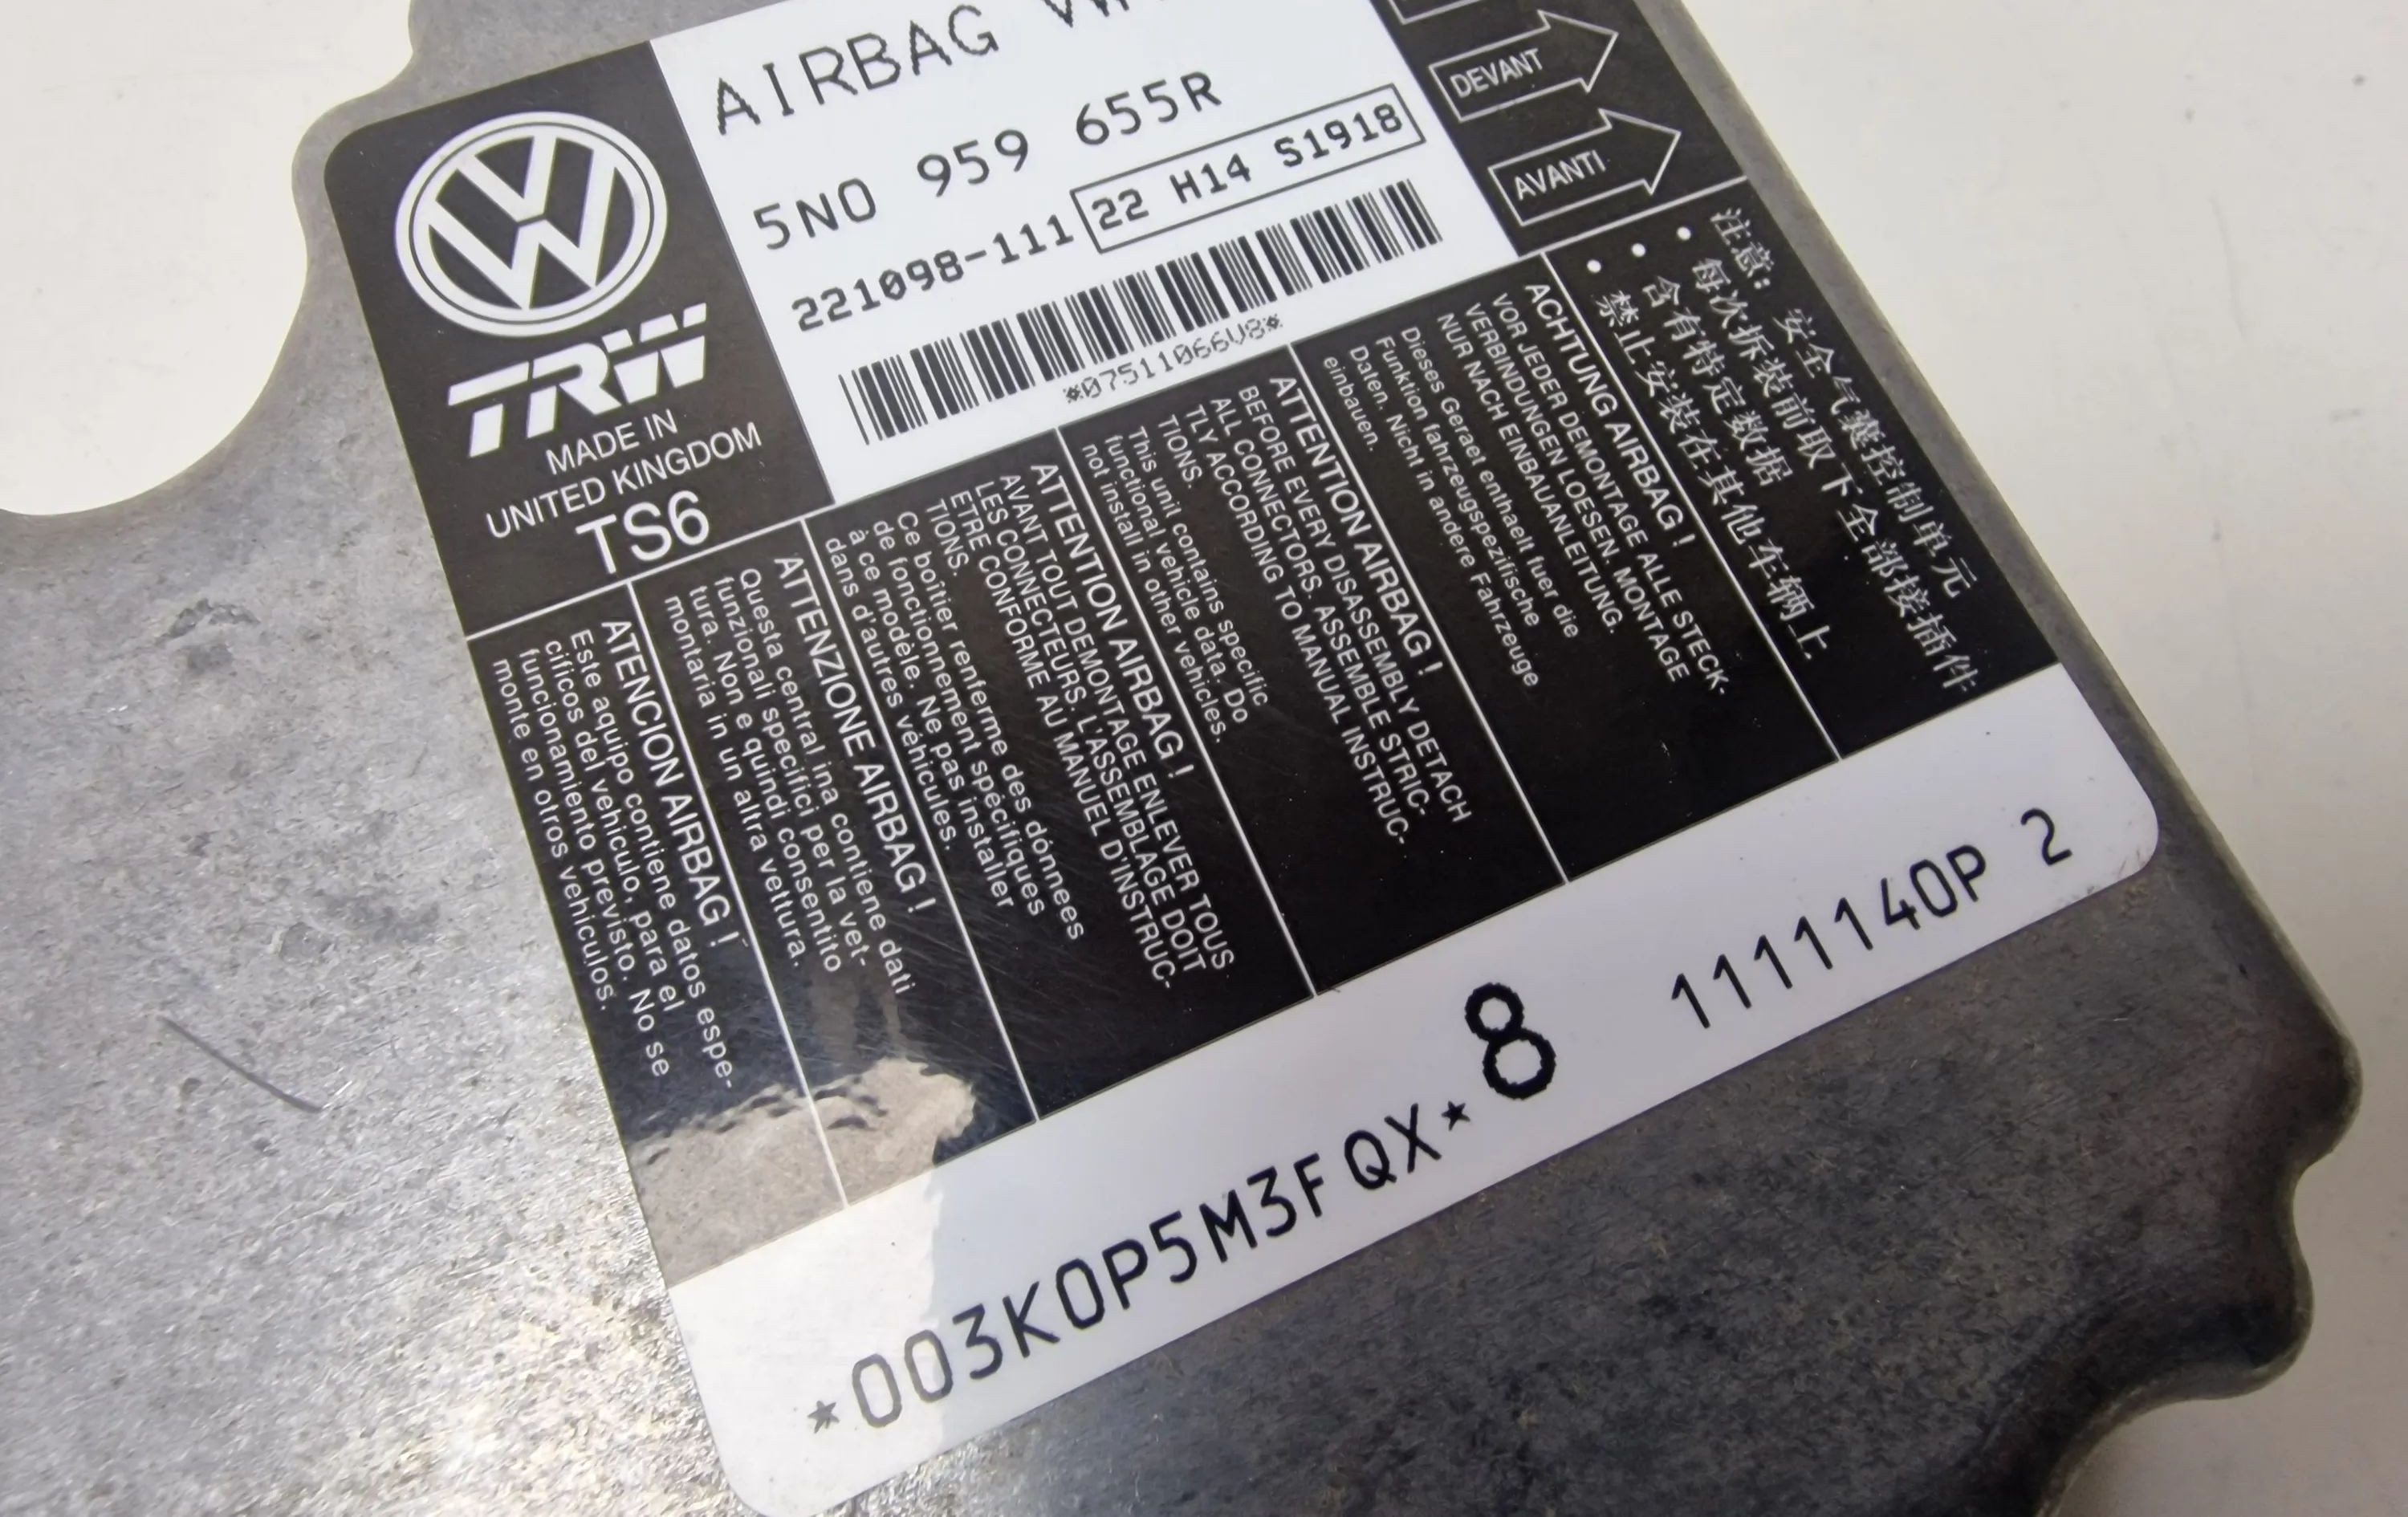 AIRBAG
5N0 959 655R
221098-111 22 H14 S1918
*07511066U8*
DEVANT
AVANTI
TRW
MADE IN
UNITED KINGDOM
TS6
注意: 安全气囊控制单元
• 每次拆装前取下全部接插件
• 含有特定数据
• 禁止安装在其他车辆上
ACHTUNG AIRBAG !
VOR JEDER DEMONTAGE ALLE STECK-
VERBINDUNGEN LOESEN. MONTAGE
NUR NACH EINBAUANLEITUNG.
Dieses Geraet enthaelt fuer die
Funktion fahrzeugspezifische
Daten. Nicht in andere Fahrzeuge
einbauen.
ATTENTION AIRBAG !
BEFORE EVERY DISASSEMBLY DETACH
ALL CONNECTORS. ASSEMBLE STRIC-
TLY ACCORDING TO MANUAL INSTRUC-
TIONS.
This unit contains specific
functional vehicle data. Do
not install in other vehicles.
ATTENTION AIRBAG !
AVANT TOUT DEMONTAGE ENLEVER TOUS
LES CONNECTEURS. L'ASSEMBLAGE DOIT
ETRE CONFORME AU MANUEL D'INSTRUC-
TIONS.
Ce boitier renferme des données
de fonctionnement spécifiques
à ce modèle. Ne pas installer
dans d'autres véhicules.
ATTENZIONE AIRBAG !
Questa central ina contiene dati
funzionali specifici per la vet-
tura. Non e quindi consentito
montarla in un altra vettura.
ATENCION AIRBAG !
Este aquipo contiene datos espe-
cificos del vehiculo, para el
funcionamiento previsto. No se
monte en otros vehiculos.
*003K0P5M3FQX* 8 1111140P 2